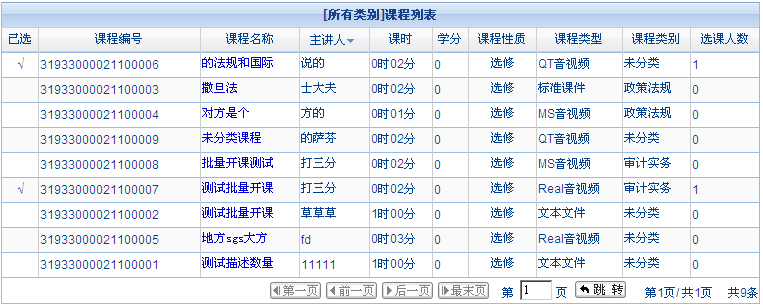 [所有类别]课程列表
已选 课程编号 课程名称 主讲人 课时 学分 课程性质 课程类型 课程类别 选课人数
√ 31933000021100006 的法规和国际 说的 0时02分 0 选修 QT音视频 未分类 1
31933000021100003 撒旦法 士大夫 0时02分 0 选修 标准课件 政策法规 0
31933000021100004 对方是个 方的 0时01分 0 选修 MS音视频 政策法规 0
31933000021100009 未分类课程 的萨芬 0时02分 0 选修 QT音视频 未分类 0
31933000021100008 批量开课测试 打三分 0时02分 0 选修 MS音视频 审计实务 0
√ 31933000021100007 测试批量开课 打三分 0时02分 0 选修 Real音视频 审计实务 1
31933000021100002 测试批量开课 草草草 1时00分 0 选修 文本文件 未分类 0
31933000021100005 地方sgs大方 fd 0时03分 0 选修 Real音视频 未分类 0
31933000021100001 测试描述数量 11111 1时00分 0 选修 文本文件 未分类 0
第一页 前一页 后一页 最末页 第 1 页 跳 转 第1页/共1页 共9条